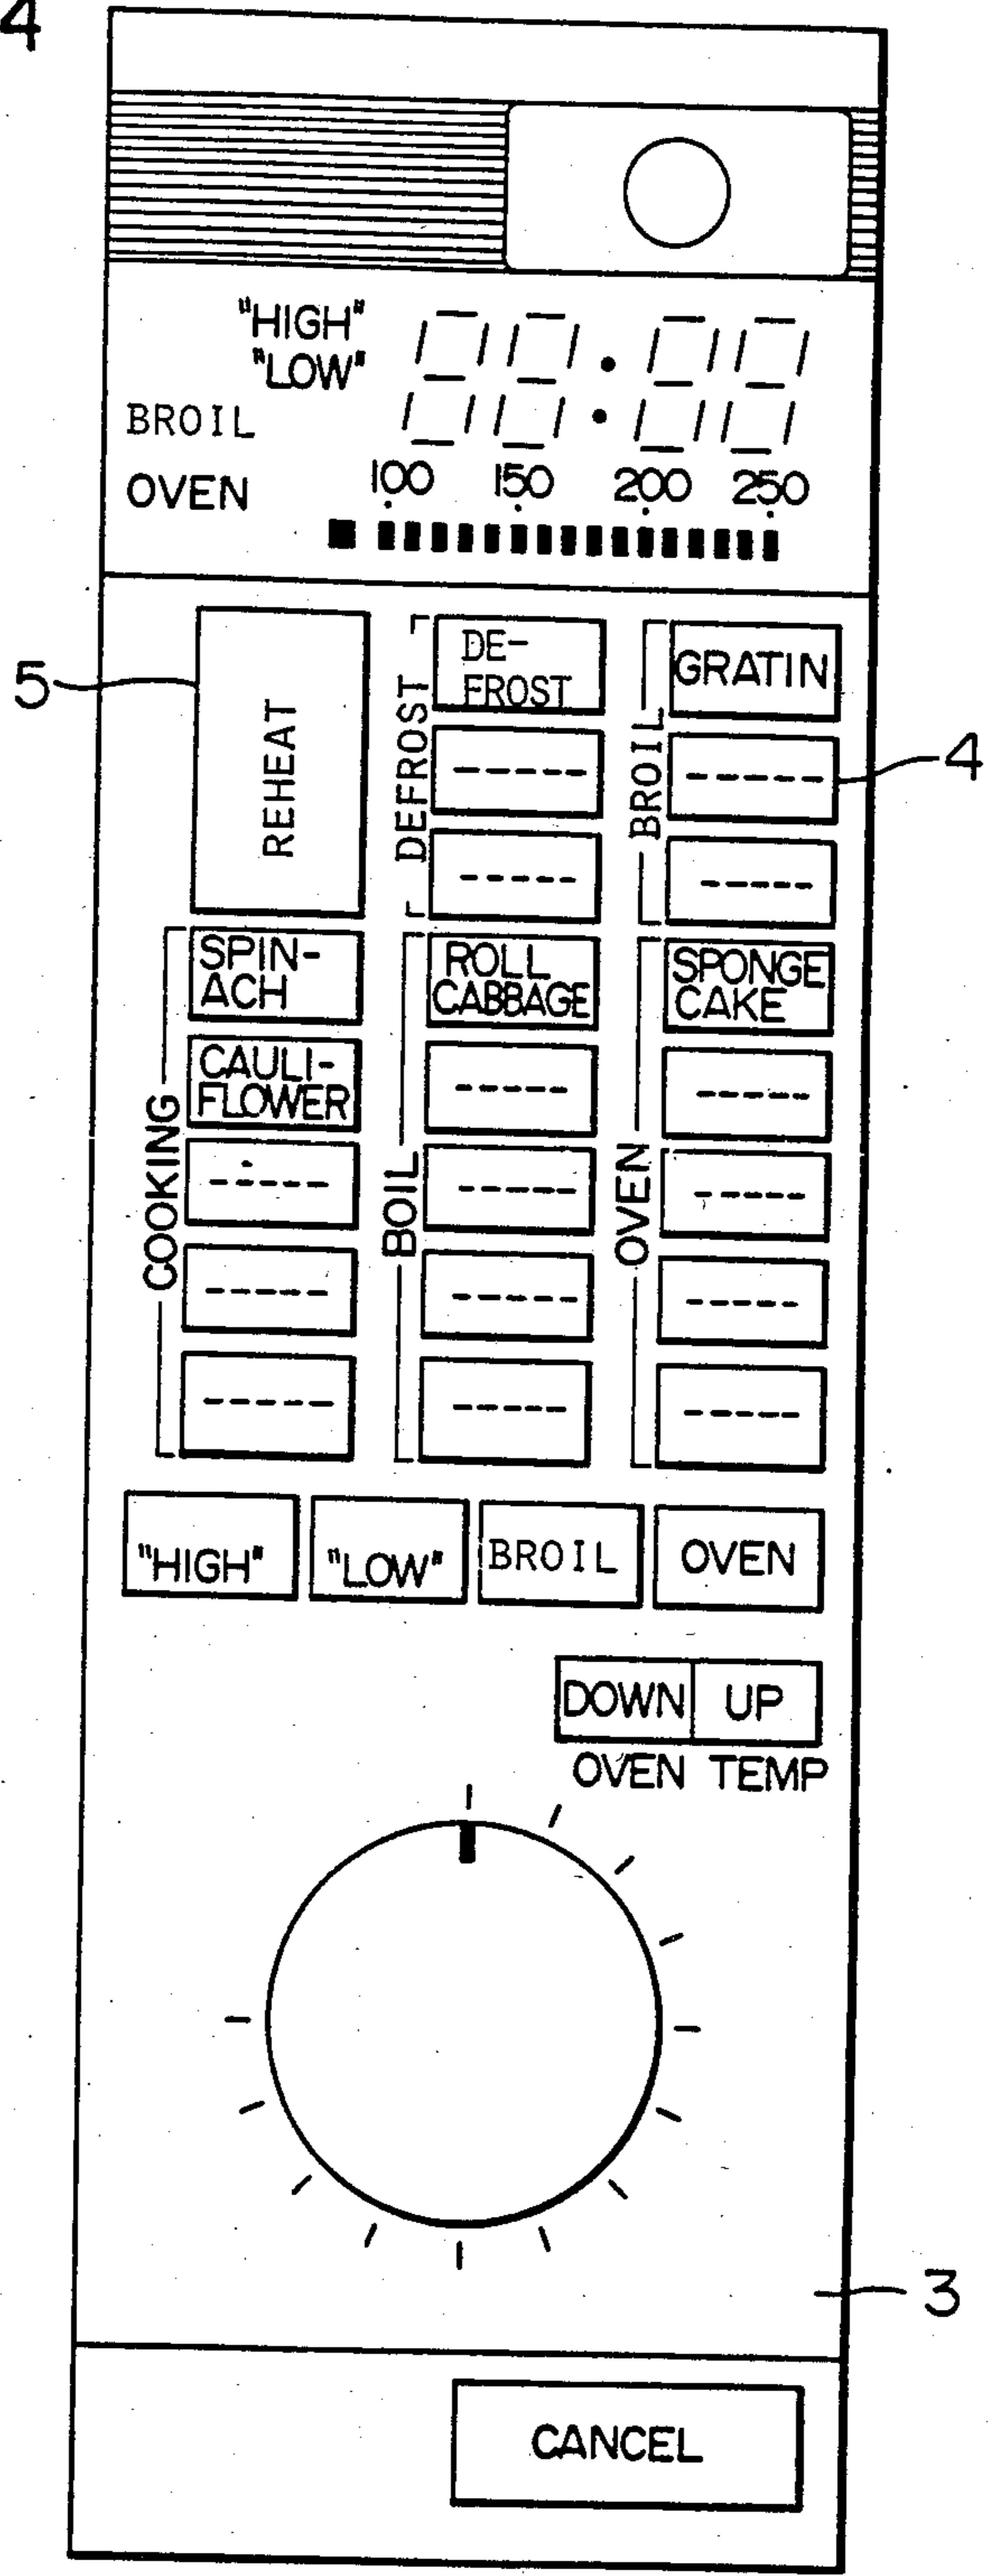 4
"HIGH"
"LOW"
BROIL
OVEN
100 150 200 250
5
REHEAT
DEFROST
DE-
FROST
BROIL
GRATIN
4
COOKING
SPIN-
ACH
CAULI-
FLOWER
BOIL
ROLL
CABBAGE
OVEN
SPONGE
CAKE
"HIGH" "LOW" BROIL OVEN
DOWN UP
OVEN TEMP
3
CANCEL